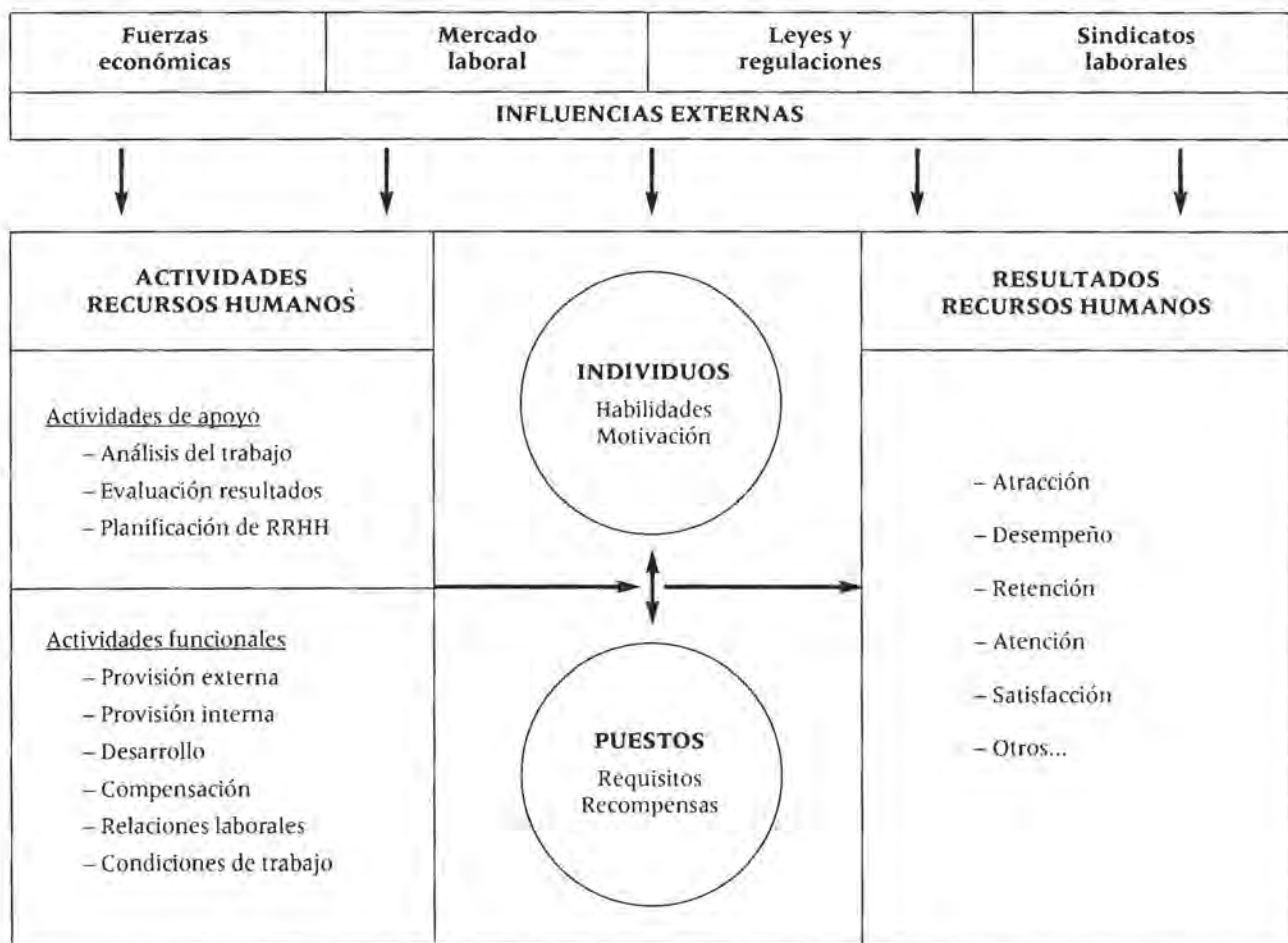 Fuerzas económicas
Mercado laboral
Leyes y regulaciones
Sindicatos laborales
INFLUENCIAS EXTERNAS
ACTIVIDADES
RECURSOS HUMANOS
Actividades de apoyo
– Análisis del trabajo
– Evaluación resultados
– Planificación de RRHH
Actividades funcionales
– Provisión externa
– Provisión interna
– Desarrollo
– Compensación
– Relaciones laborales
– Condiciones de trabajo
INDIVIDUOS
Habilidades
Motivación
PUESTOS
Requisitos
Recompensas
RESULTADOS
RECURSOS HUMANOS
– Atracción
– Desempeño
– Retención
– Atención
– Satisfacción
– Otros...